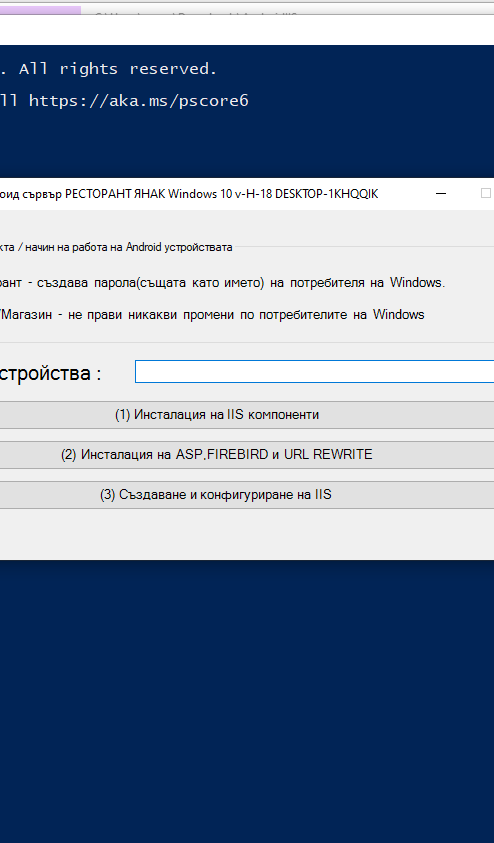 . All rights reserved.
ll https://aka.ms/pscore6
оид сървър РЕСТОРАНТ ЯНАК Windows 10 v-H-18 DESKTOP-1KHQQIK
кта / начин на работа на Android устройствата
рант - създава парола(същата като името) на потребителя на Windows.
/Магазин - не прави никакви промени по потребителите на Windows
стройства :
(1) Инсталация на IIS компоненти
(2) Инсталация на ASP,FIREBIRD и URL REWRITE
(3) Създаване и конфигуриране на IIS